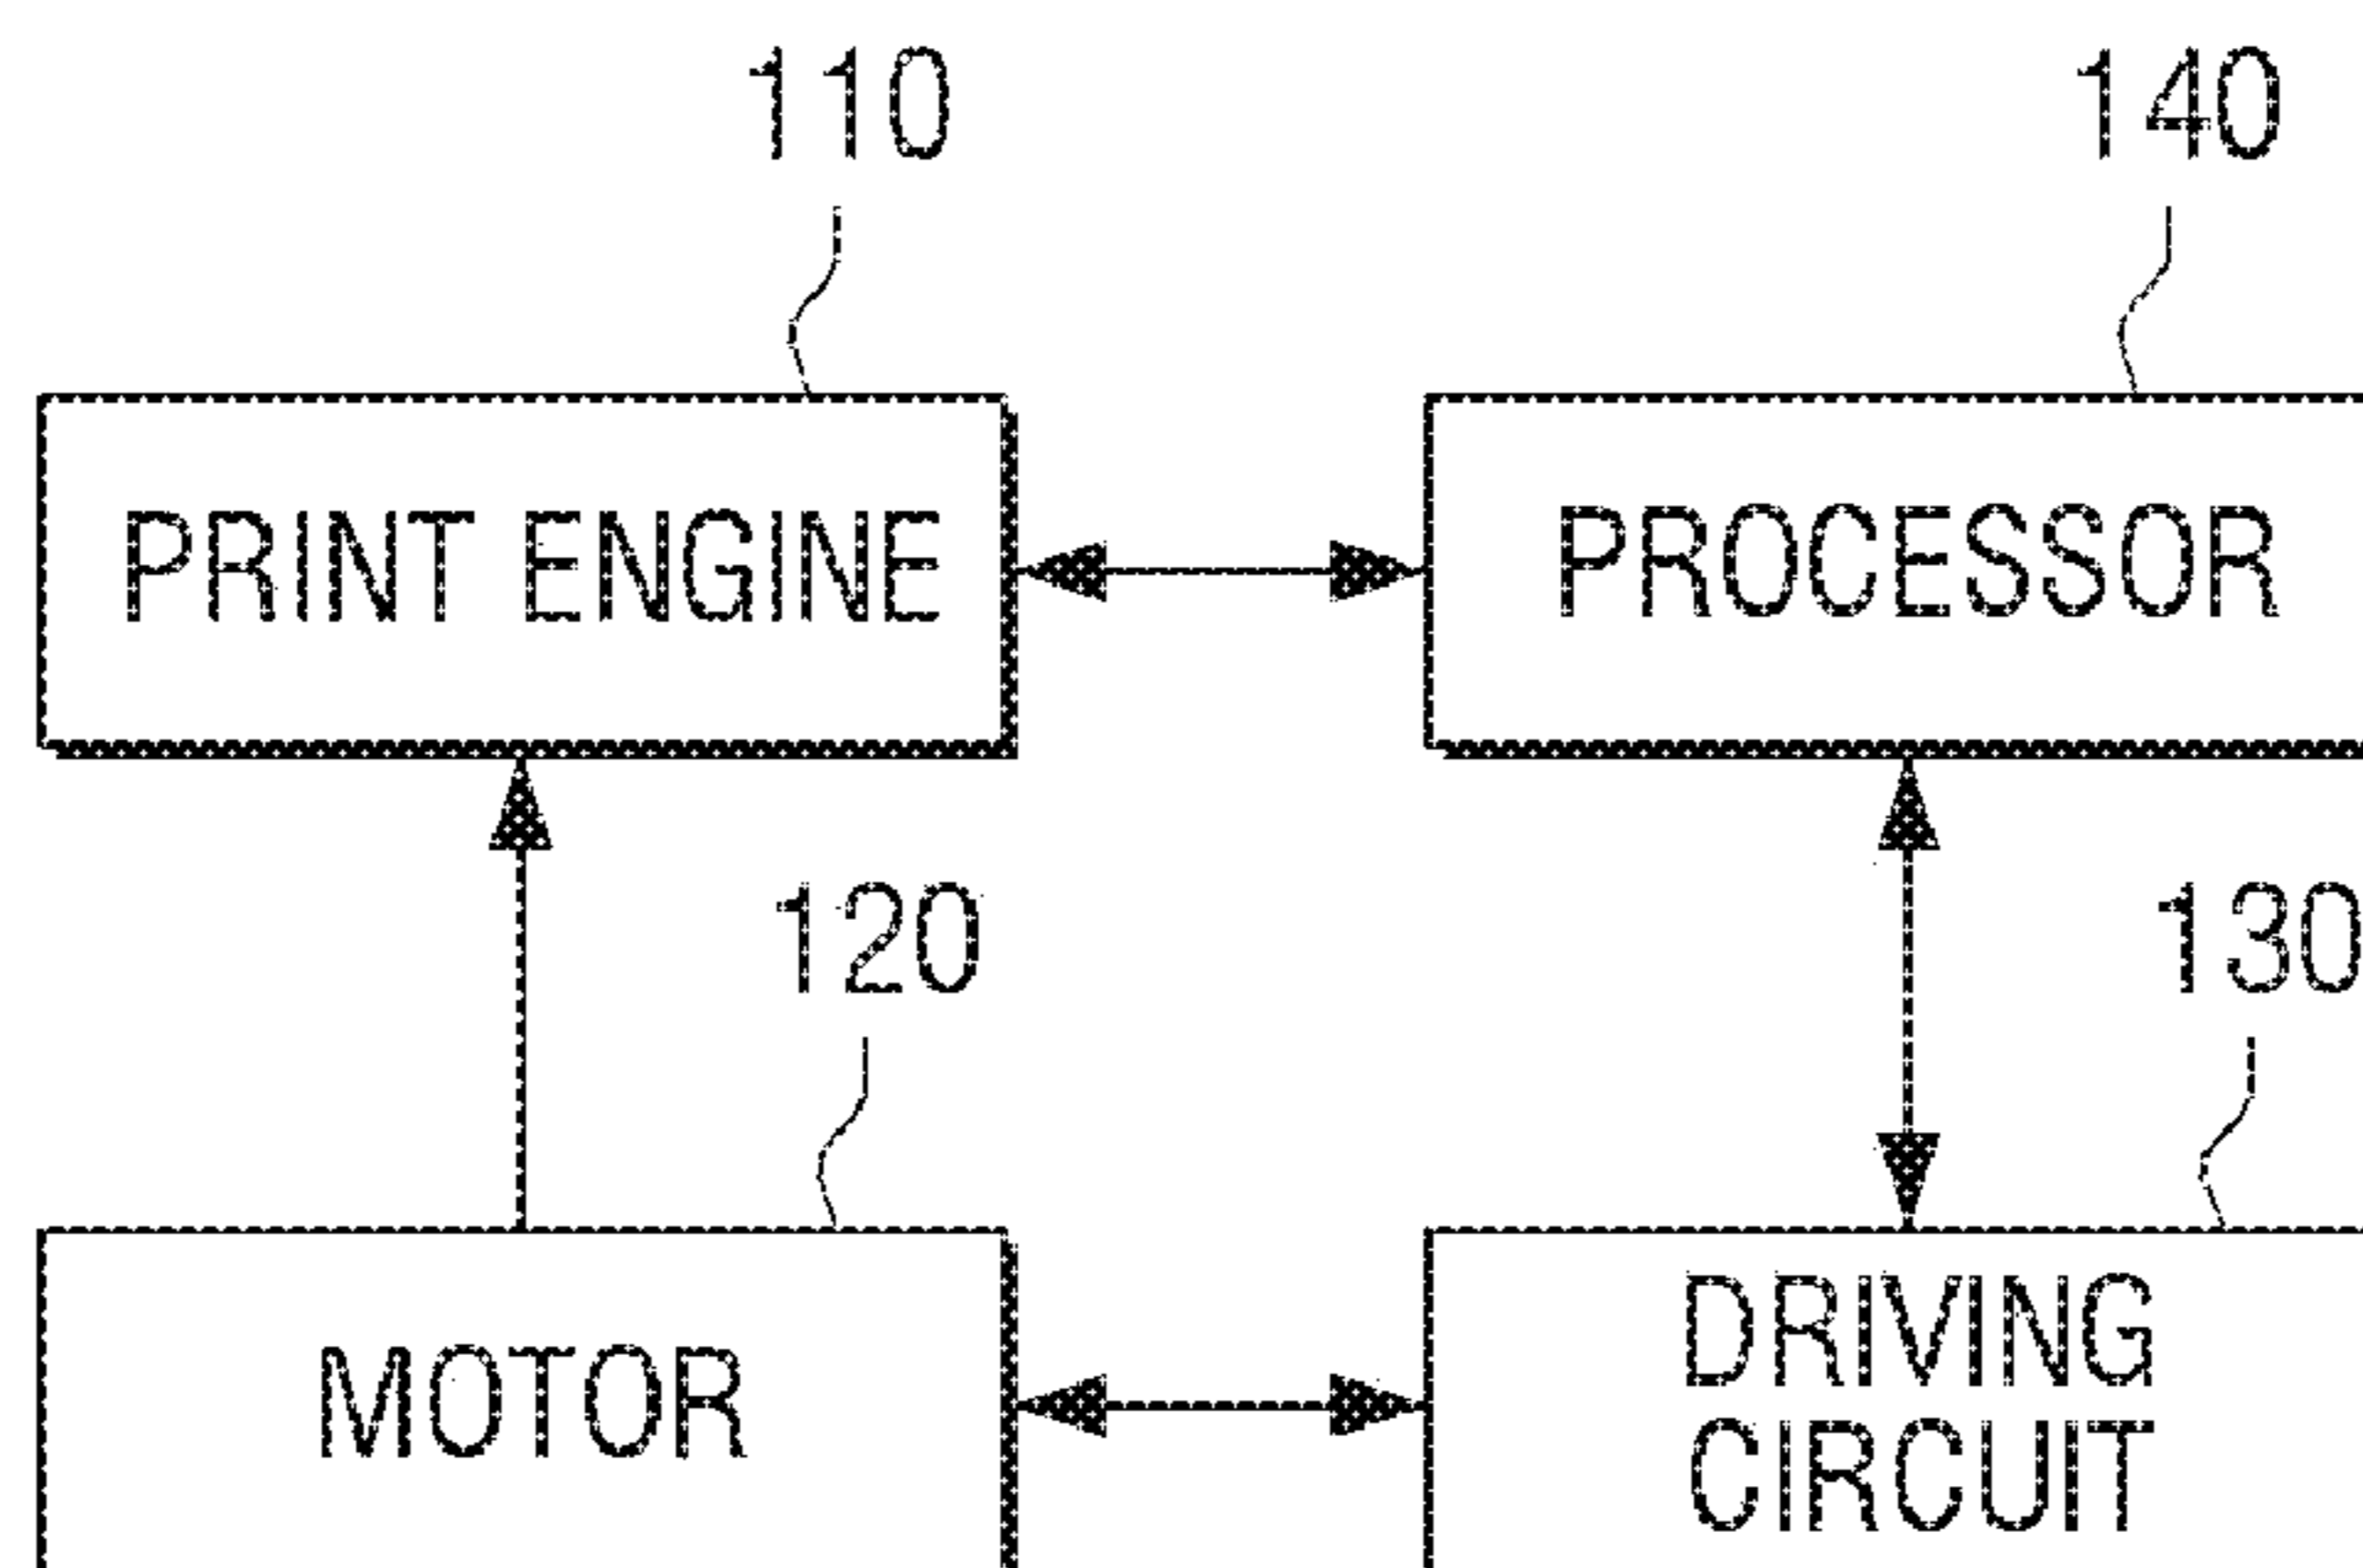 110
140
PRINT ENGINE
PROCESSOR
120
130
MOTOR
DRIVING
CIRCUIT